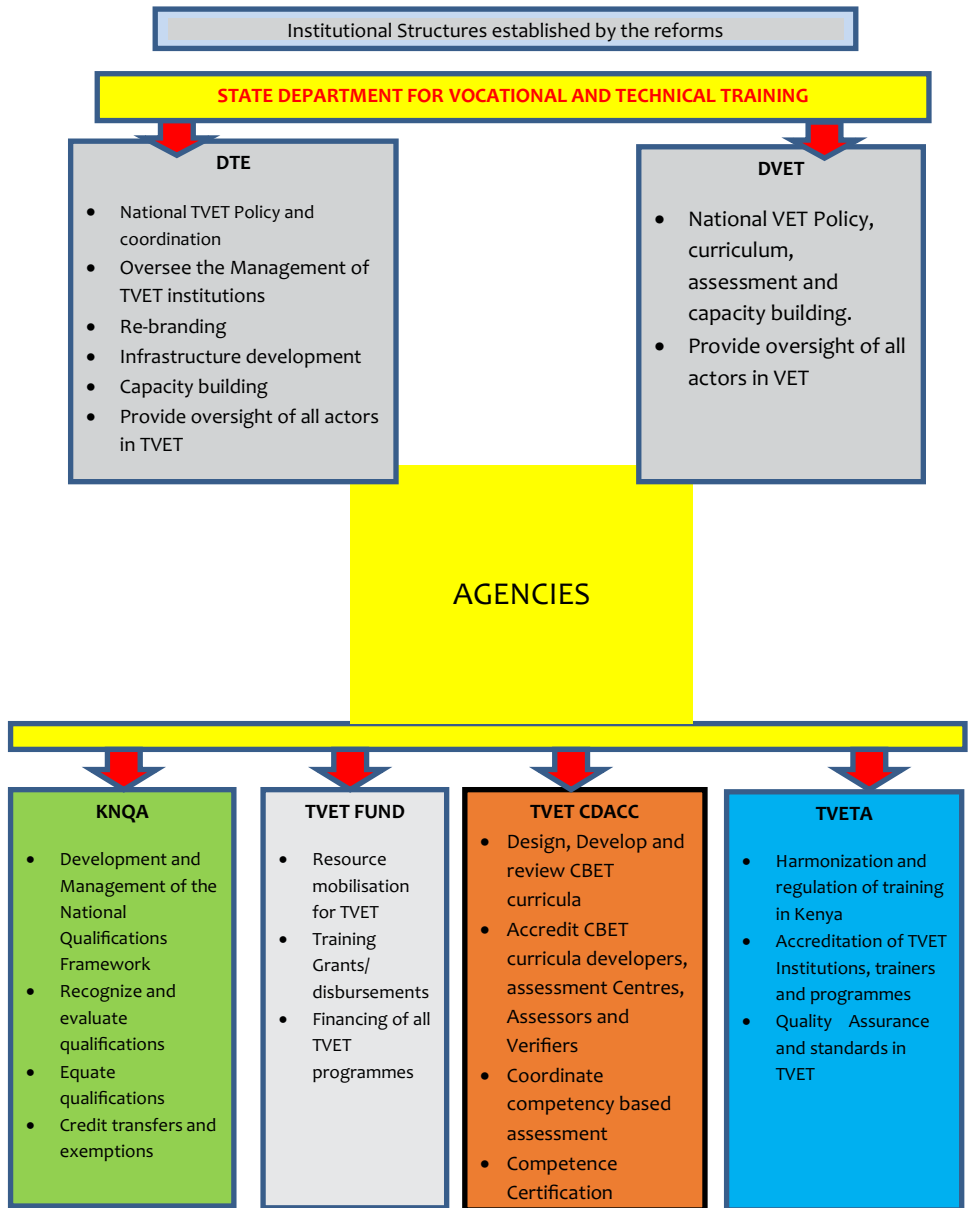 Institutional Structures established by the reforms
STATE DEPARTMENT FOR VOCATIONAL AND TECHNICAL TRAINING
DTE
• National TVET Policy and
coordination
• Oversee the Management of
TVET institutions
• Re-branding
• Infrastructure development
• Capacity building
• Provide oversight of all actors
in TVET
DVET
• National VET Policy,
curriculum,
assessment and
capacity building.
• Provide oversight of all
actors in VET
AGENCIES
KNQA
• Development and
Management of the
National
Qualifications
Framework
• Recognize and
evaluate
qualifications
• Equate
qualifications
• Credit transfers and
exemptions
TVET FUND
• Resource
mobilisation
for TVET
• Training
Grants/
disbursements
• Financing of all
TVET
programmes
TVET CDACC
• Design, Develop and
review CBET
curricula
• Accredit CBET
curricula developers,
assessment Centres,
Assessors and
Verifiers
• Coordinate
competency based
assessment
• Competence
Certification
TVETA
• Harmonization and
regulation of training
in Kenya
• Accreditation of TVET
Institutions, trainers
and programmes
• Quality Assurance
and standards in
TVET